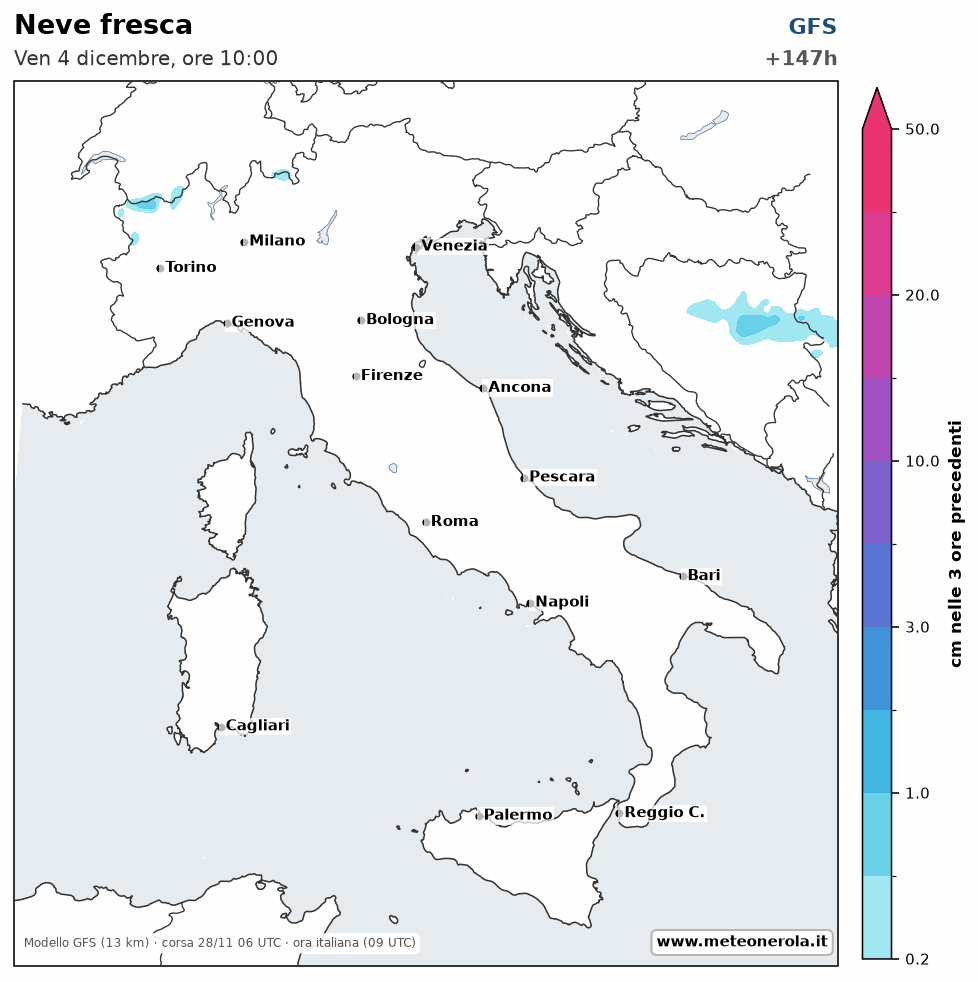 Neve fresca
GFS
Ven 4 dicembre, ore 10:00
+147h
50.0
20.0
10.0
3.0
1.0
0.2
cm nelle 3 ore precedenti
Milano
Venezia
Torino
Genova
Bologna
Firenze
Ancona
Pescara
Roma
Bari
Napoli
Cagliari
Palermo
Reggio C.
Modello GFS (13 km) · corsa 28/11 06 UTC · ora italiana (09 UTC)
www.meteonerola.it